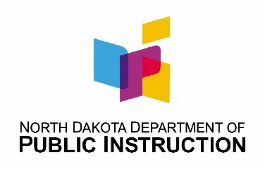 NORTH DAKOTA DEPARTMENT OF
PUBLIC INSTRUCTION